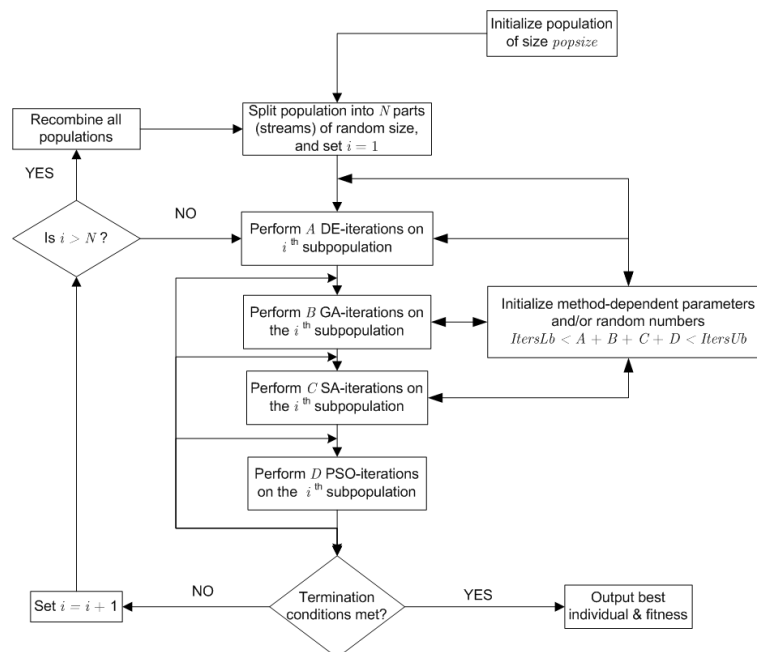 Initialize population
of size popsize
Recombine all
populations
Split population into N parts
(streams) of random size,
and set i = 1
YES
NO
Is i > N ?
Perform A DE-iterations on
i th subpopulation
Perform B GA-iterations on
the i th subpopulation
Initialize method-dependent parameters
and/or random numbers
ItersLb < A + B + C + D < ItersUb
Perform C SA-iterations on
the i th subpopulation
Perform D PSO-iterations
on the i th subpopulation
NO
YES
Set i = i + 1
Termination
conditions met?
Output best
individual & fitness